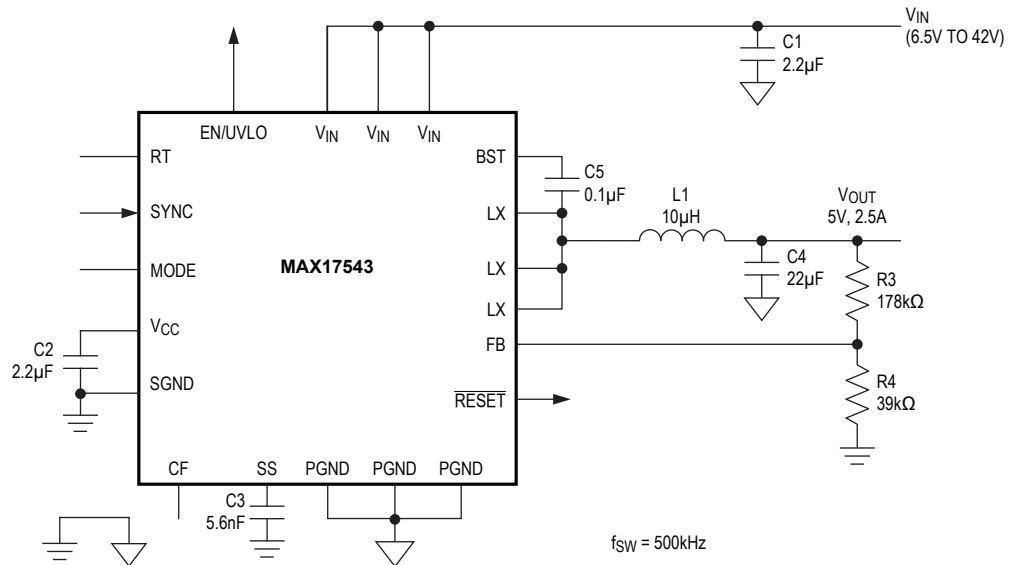 VIN
(6.5V TO 42V)
C1
2.2µF
EN/UVLO
VIN
VIN
VIN
RT
BST
C5
0.1µF
SYNC
LX
L1
10µH
VOUT
5V, 2.5A
MODE
MAX17543
LX
C4
22µF
R3
178kΩ
LX
VCC
C2
2.2µF
FB
SGND
RESET
R4
39kΩ
CF
SS
PGND
PGND
PGND
C3
5.6nF
fSW = 500kHz